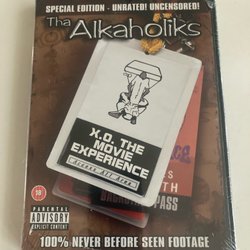 SPECIAL EDITION - UNRATED! UNCENSORED!
Tha Alkaholiks
X.O. THE MOVIE
EXPERIENCE
18
PARENTAL
ADVISORY
EXPLICIT CONTENT
PASS
100% NEVER BEFORE SEEN FOOTAGE